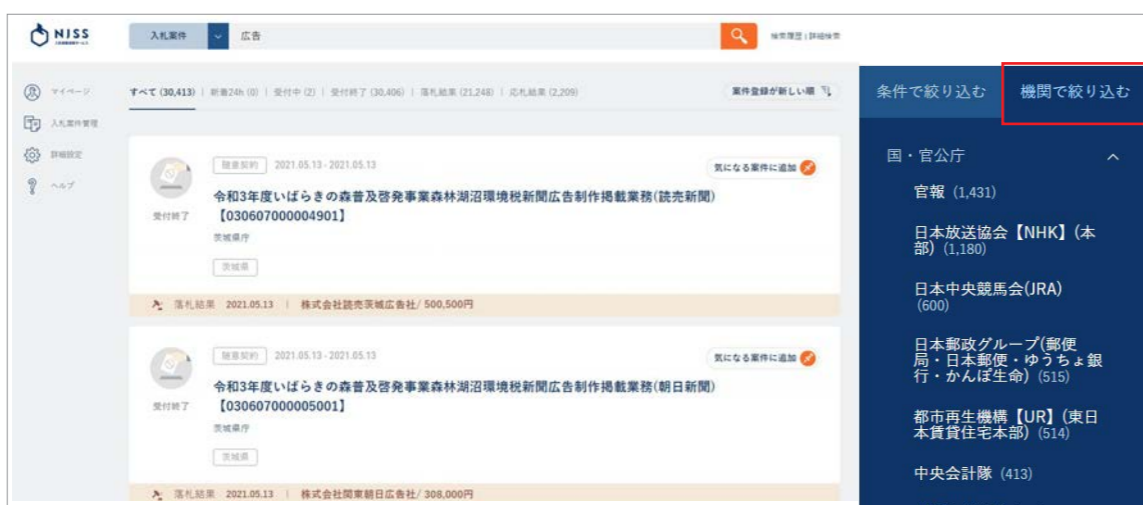 NJSS
入札案件
広告
検索履歴 | 詳細検索
マイページ
入札案件管理
詳細設定
ヘルプ
すべて (30,413) | 新着24h (0) | 受付中 (2) | 受付終了 (30,406) | 落札結果 (21,248) | 応札結果 (2,209)
案件登録が新しい順
随意契約 2021.05.13 - 2021.05.13
気になる案件に追加
受付終了
令和3年度いばらきの森普及啓発事業森林湖沼環境税新聞広告制作掲載業務(読売新聞)
【030607000004901】
茨城県庁
茨城県
落札結果 2021.05.13 | 株式会社読売茨城広告社/ 500,500円
随意契約 2021.05.13 - 2021.05.13
気になる案件に追加
受付終了
令和3年度いばらきの森普及啓発事業森林湖沼環境税新聞広告制作掲載業務(朝日新聞)
【030607000005001】
茨城県庁
茨城県
落札結果 2021.05.13 | 株式会社関東朝日広告社/ 308,000円
条件で絞り込む
機関で絞り込む
国・官公庁
官報 (1,431)
日本放送協会【NHK】(本
部) (1,180)
日本中央競馬会(JRA)
(600)
日本郵政グループ(郵便
局・日本郵便・ゆうちょ銀
行・かんぽ生命) (515)
都市再生機構【UR】(東日
本賃貸住宅本部) (514)
中央会計隊 (413)